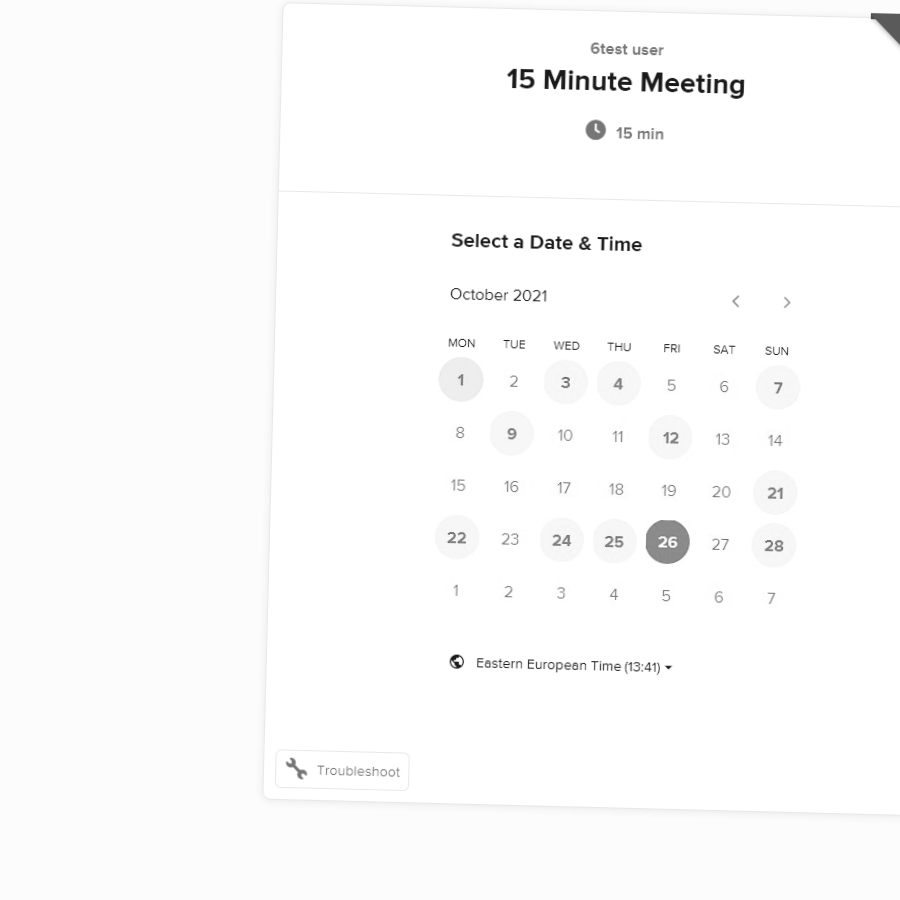 6test user
15 Minute Meeting
15 min
Select a Date & Time
October 2021
MON TUE WED THU FRI SAT SUN
1 2 3 4 5 6 7
8 9 10 11 12 13 14
15 16 17 18 19 20 21
22 23 24 25 26 27 28
1 2 3 4 5 6 7
Eastern European Time (13:41)
Troubleshoot